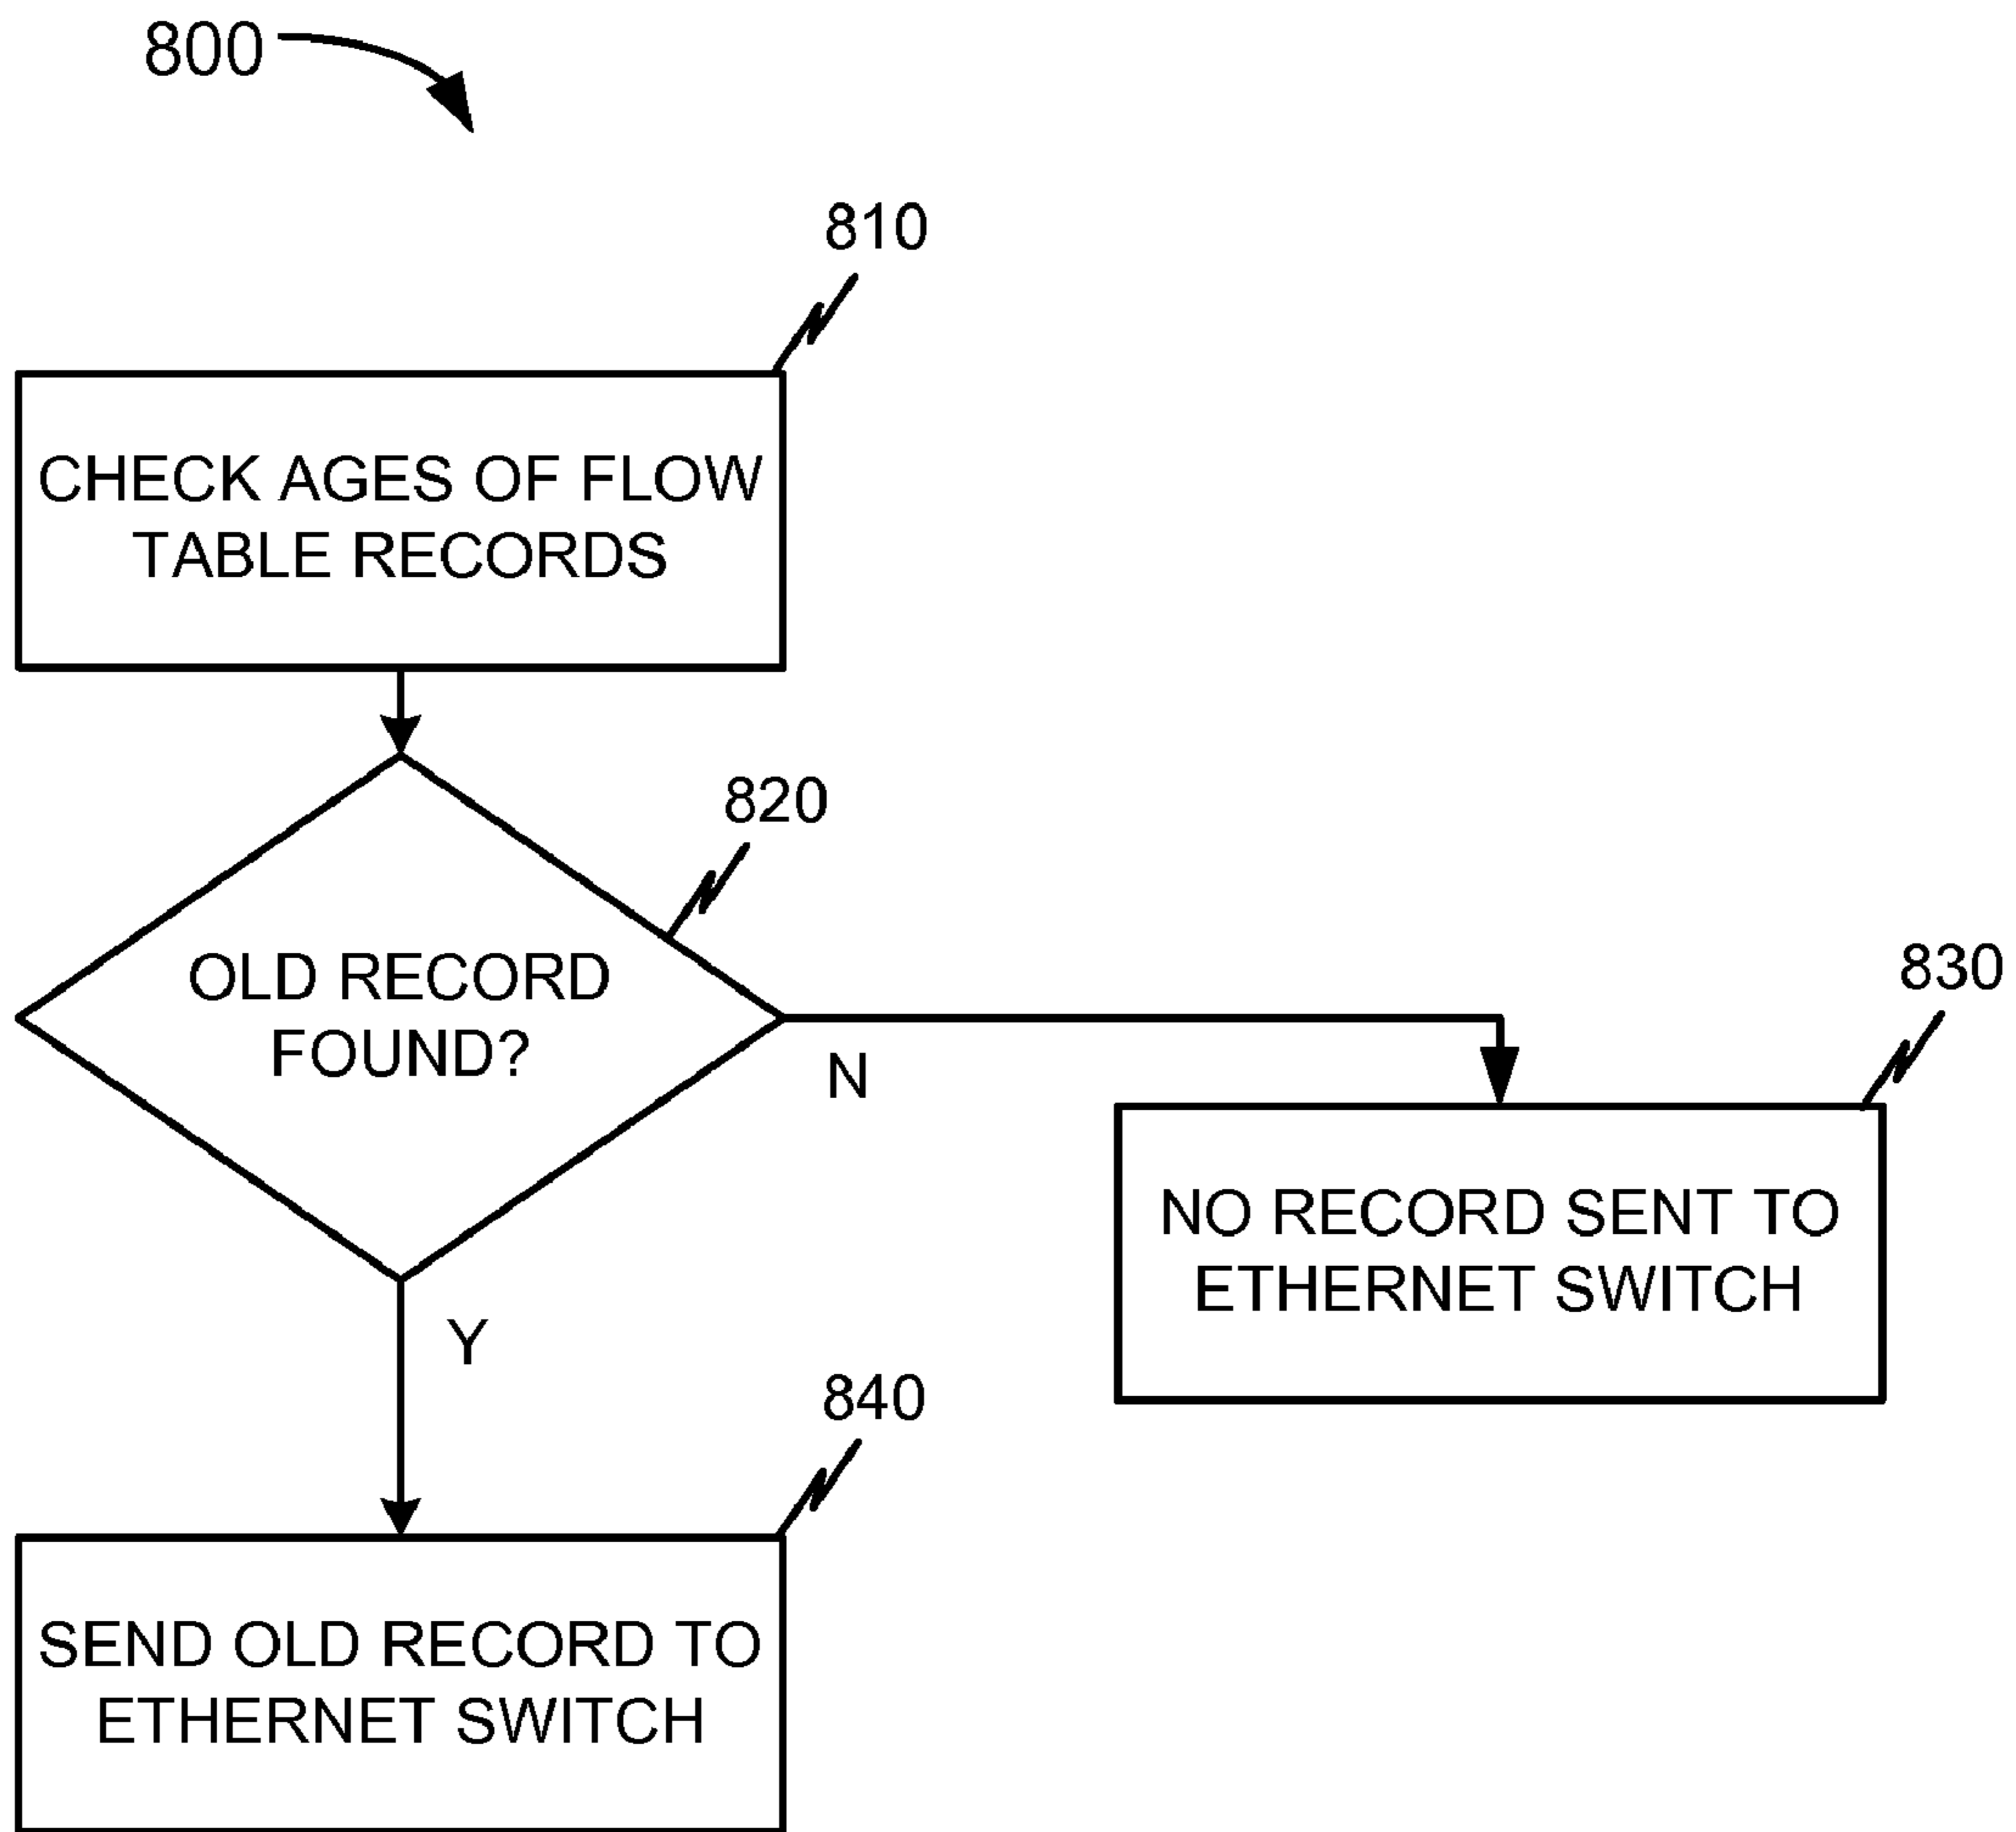 800
810
CHECK AGES OF FLOW
TABLE RECORDS
820
OLD RECORD
FOUND?
N
830
NO RECORD SENT TO
ETHERNET SWITCH
Y
840
SEND OLD RECORD TO
ETHERNET SWITCH